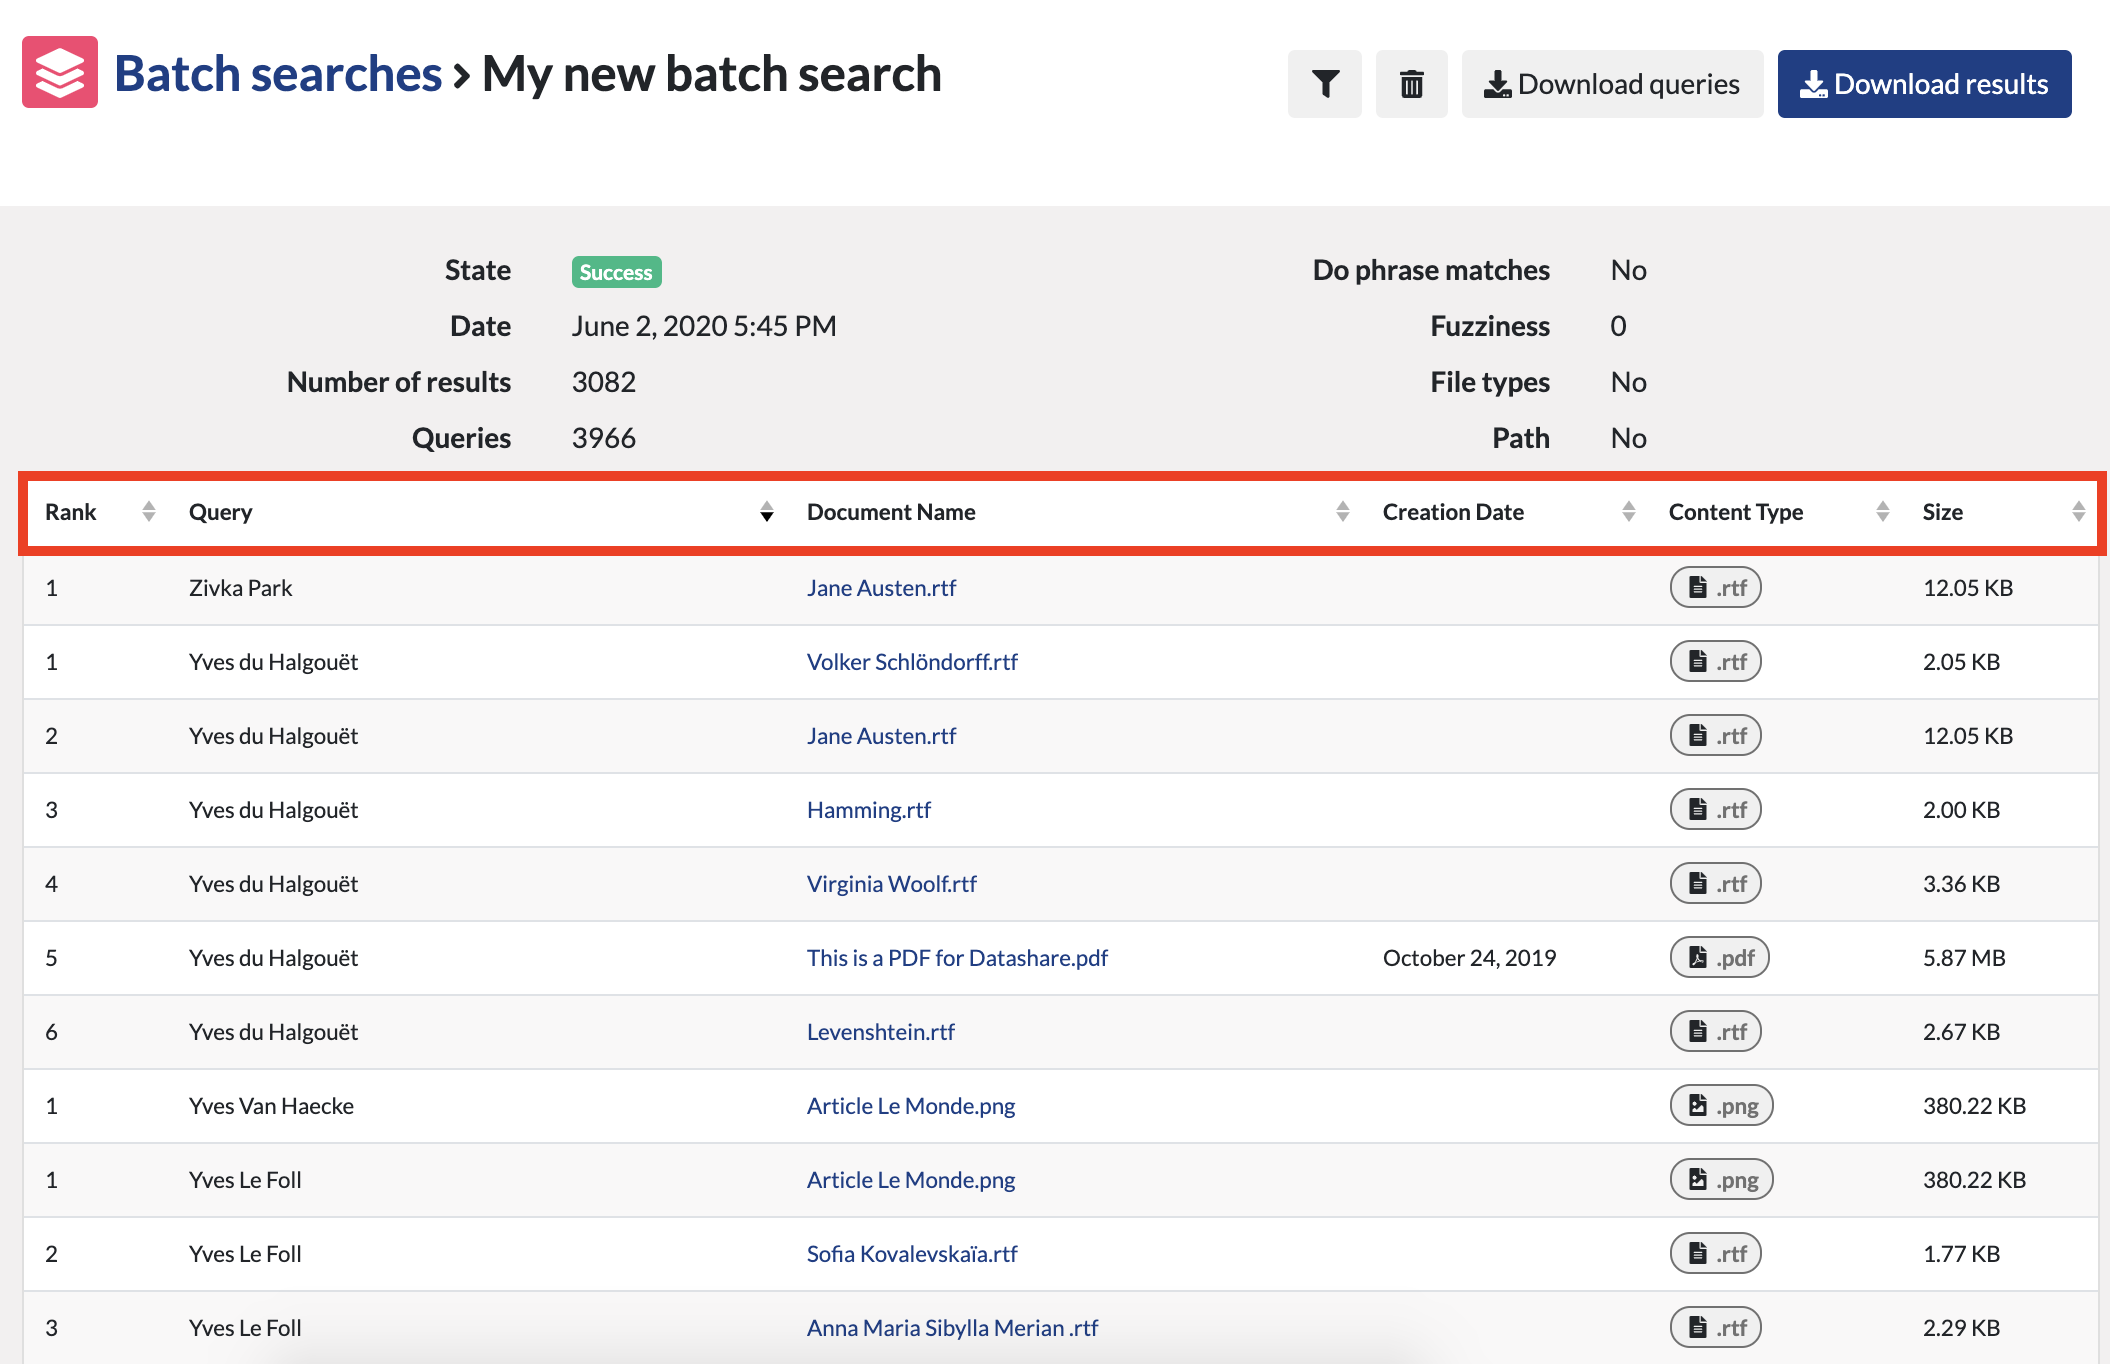 Batch searches › My new batch search
Download queries
Download results
State Success
Date June 2, 2020 5:45 PM
Number of results 3082
Queries 3966
Do phrase matches No
Fuzziness 0
File types No
Path No
Rank Query Document Name Creation Date Content Type Size
1 Zivka Park Jane Austen.rtf .rtf 12.05 KB
1 Yves du Halgouët Volker Schlöndorff.rtf .rtf 2.05 KB
2 Yves du Halgouët Jane Austen.rtf .rtf 12.05 KB
3 Yves du Halgouët Hamming.rtf .rtf 2.00 KB
4 Yves du Halgouët Virginia Woolf.rtf .rtf 3.36 KB
5 Yves du Halgouët This is a PDF for Datashare.pdf October 24, 2019 .pdf 5.87 MB
6 Yves du Halgouët Levenshtein.rtf .rtf 2.67 KB
1 Yves Van Haecke Article Le Monde.png .png 380.22 KB
1 Yves Le Foll Article Le Monde.png .png 380.22 KB
2 Yves Le Foll Sofia Kovalevskaïa.rtf .rtf 1.77 KB
3 Yves Le Foll Anna Maria Sibylla Merian .rtf .rtf 2.29 KB